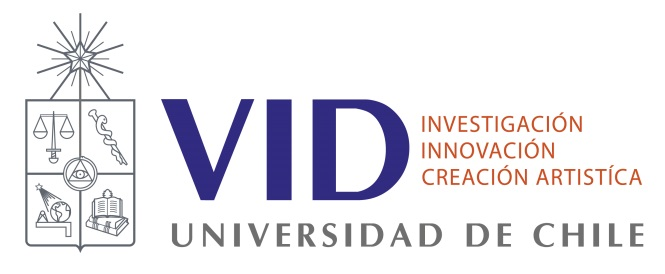 VID
INVESTIGACIÓN
INNOVACIÓN
CREACIÓN ARTISTÍCA
UNIVERSIDAD DE CHILE